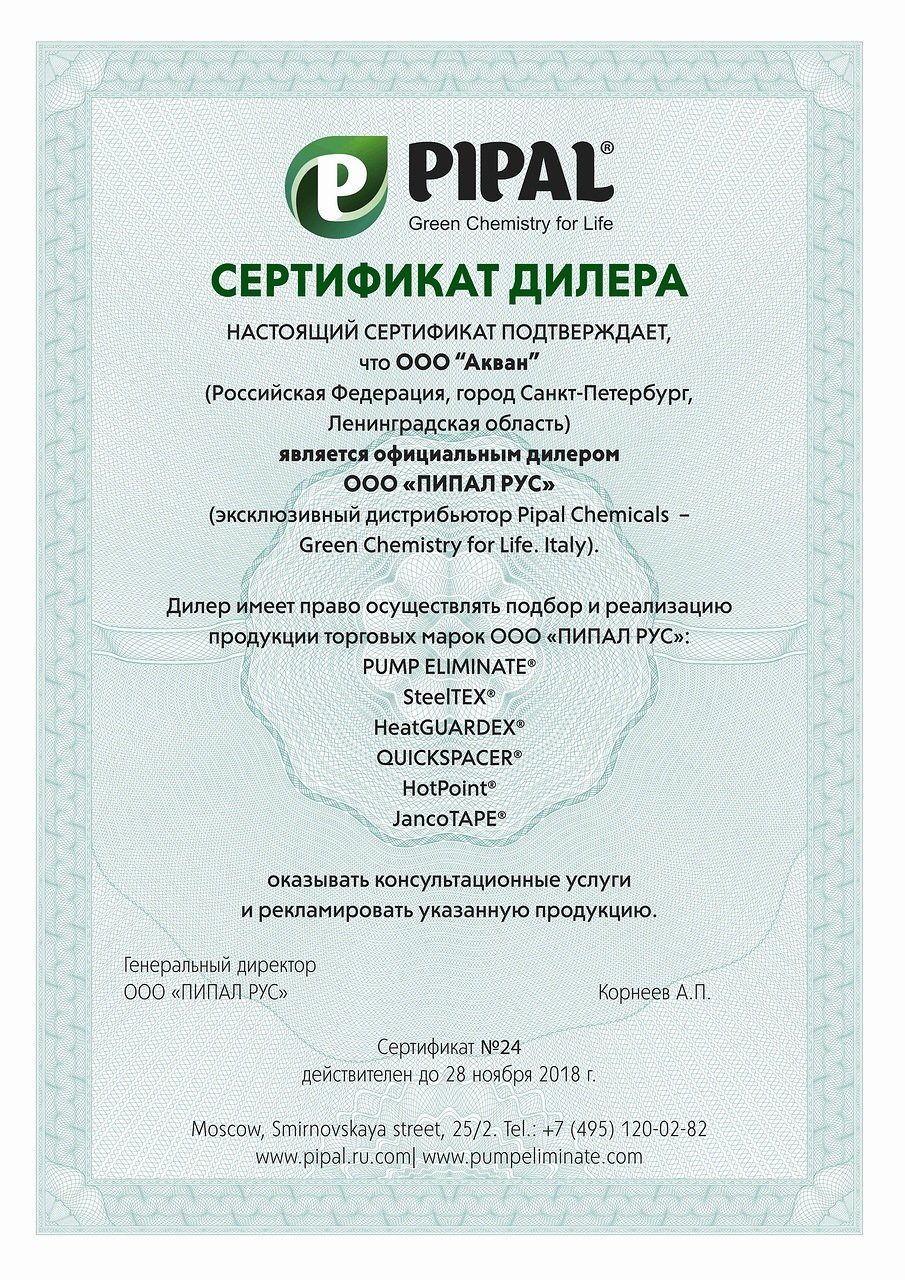 P PIPAL®
Green Chemistry for Life
СЕРТИФИКАТ ДИЛЕРА
НАСТОЯЩИЙ СЕРТИФИКАТ ПОДТВЕРЖДАЕТ,
что ООО “Акван”
(Российская Федерация, город Санкт-Петербург,
Ленинградская область)
является официальным дилером
ООО «ПИПАЛ РУС»
(эксклюзивный дистрибьютор Pipal Chemicals –
Green Chemistry for Life. Italy).
Дилер имеет право осуществлять подбор и реализацию
продукции торговых марок ООО «ПИПАЛ РУС»:
PUMP ELIMINATE®
SteelTEX®
HeatGUARDEX®
QUICKSPACER®
HotPoint®
JancoTAPE®
оказывать консультационные услуги
и рекламировать указанную продукцию.
Генеральный директор
ООО «ПИПАЛ РУС» Корнеев А.П.
Сертификат №24
действителен до 28 ноября 2018 г.
Moscow, Smirnovskaya street, 25/2. Tel.: +7 (495) 120-02-82
www.pipal.ru.com| www.pumpeliminate.com